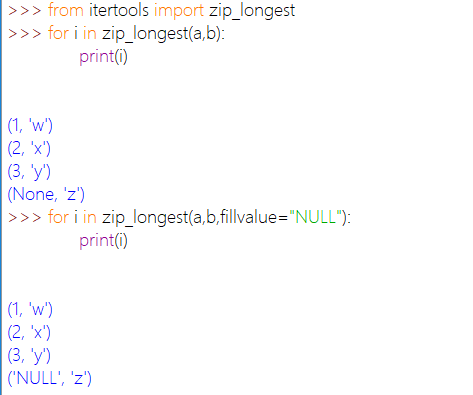 >>> from itertools import zip_longest
>>> for i in zip_longest(a,b):
print(i)
(1, 'w')
(2, 'x')
(3, 'y')
(None, 'z')
>>> for i in zip_longest(a,b,fillvalue="NULL"):
print(i)
(1, 'w')
(2, 'x')
(3, 'y')
('NULL', 'z')